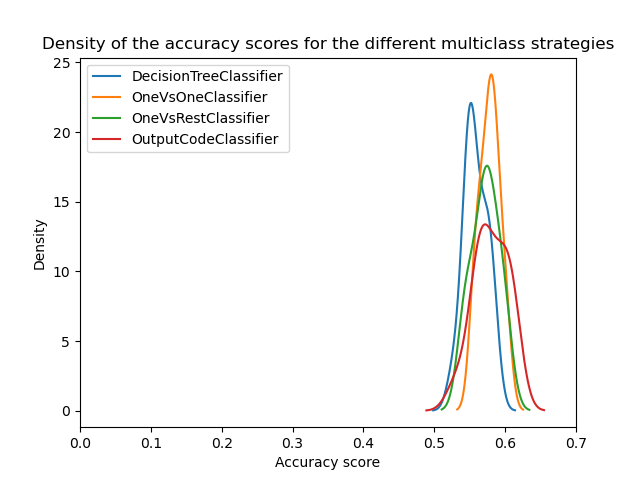 Density of the accuracy scores for the different multiclass strategies
DecisionTreeClassifier
OneVsOneClassifier
OneVsRestClassifier
OutputCodeClassifier
25
20
15
10
5
0
Density
0.0 0.1 0.2 0.3 0.4 0.5 0.6 0.7
Accuracy score